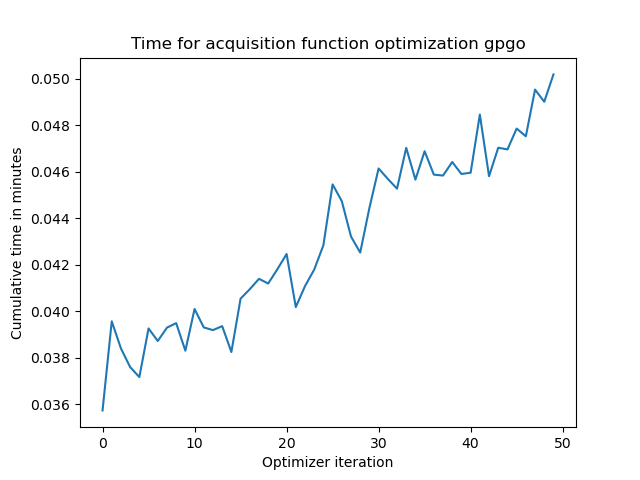 Time for acquisition function optimization gpgo
0.050
0.048
0.046
0.044
0.042
0.040
0.038
0.036
Cumulative time in minutes
0 10 20 30 40 50
Optimizer iteration